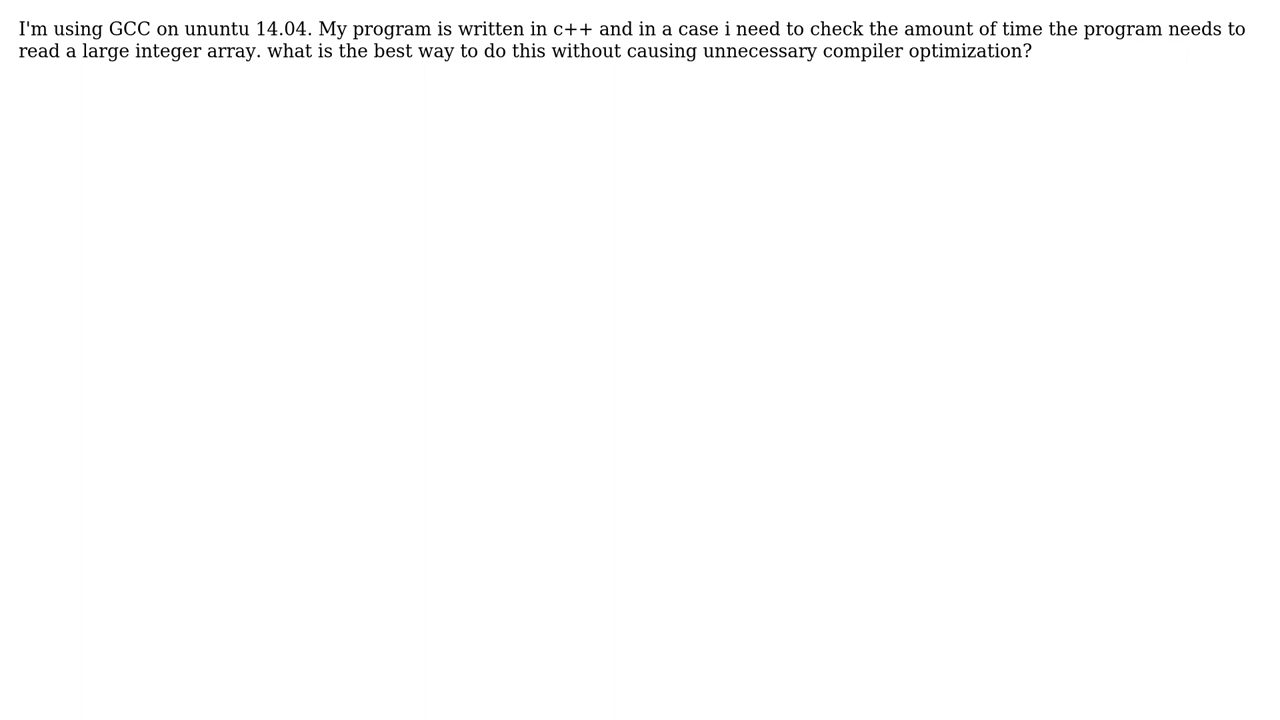 I'm using GCC on ununtu 14.04. My program is written in c++ and in a case i need to check the amount of time the program needs to
read a large integer array. what is the best way to do this without causing unnecessary compiler optimization?